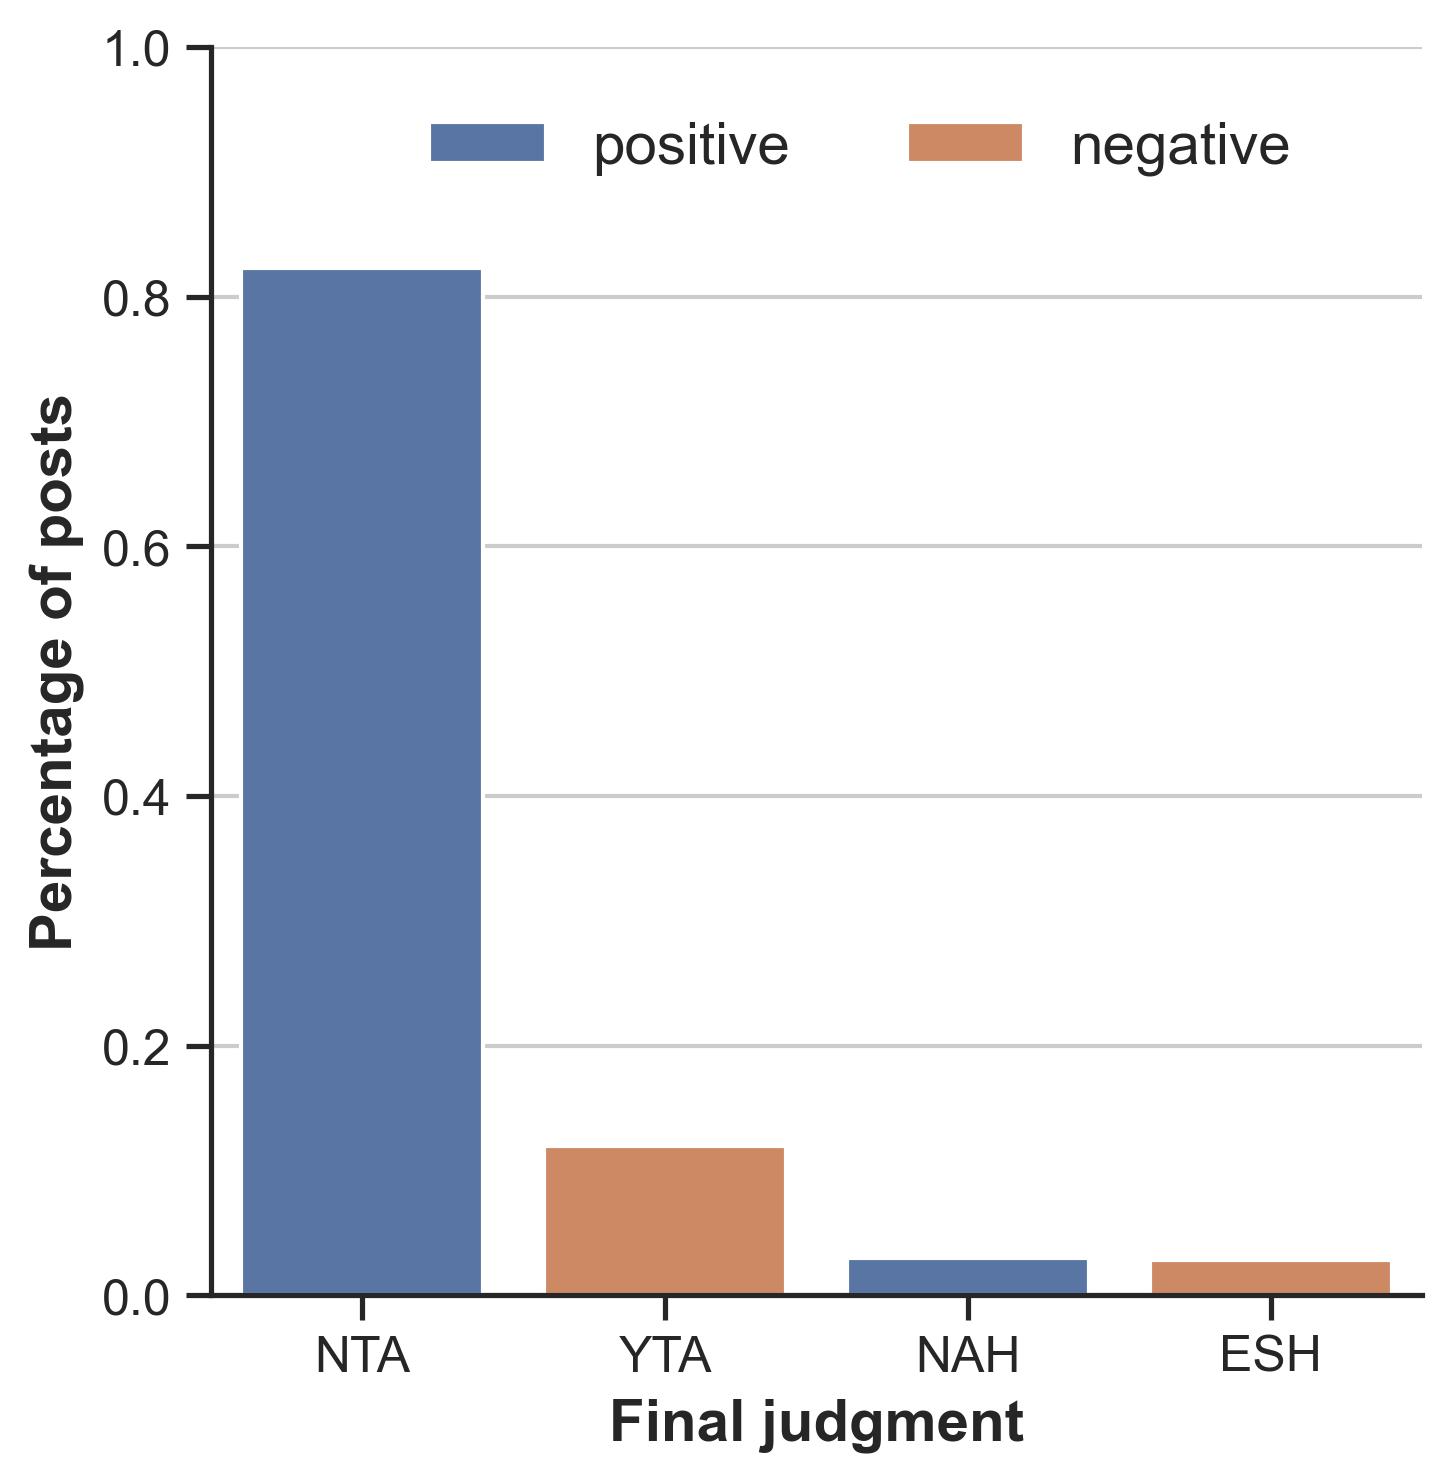 1.0
positive negative
0.8
0.6
0.4
0.2
0.0
Percentage of posts
NTA YTA NAH ESH
Final judgment